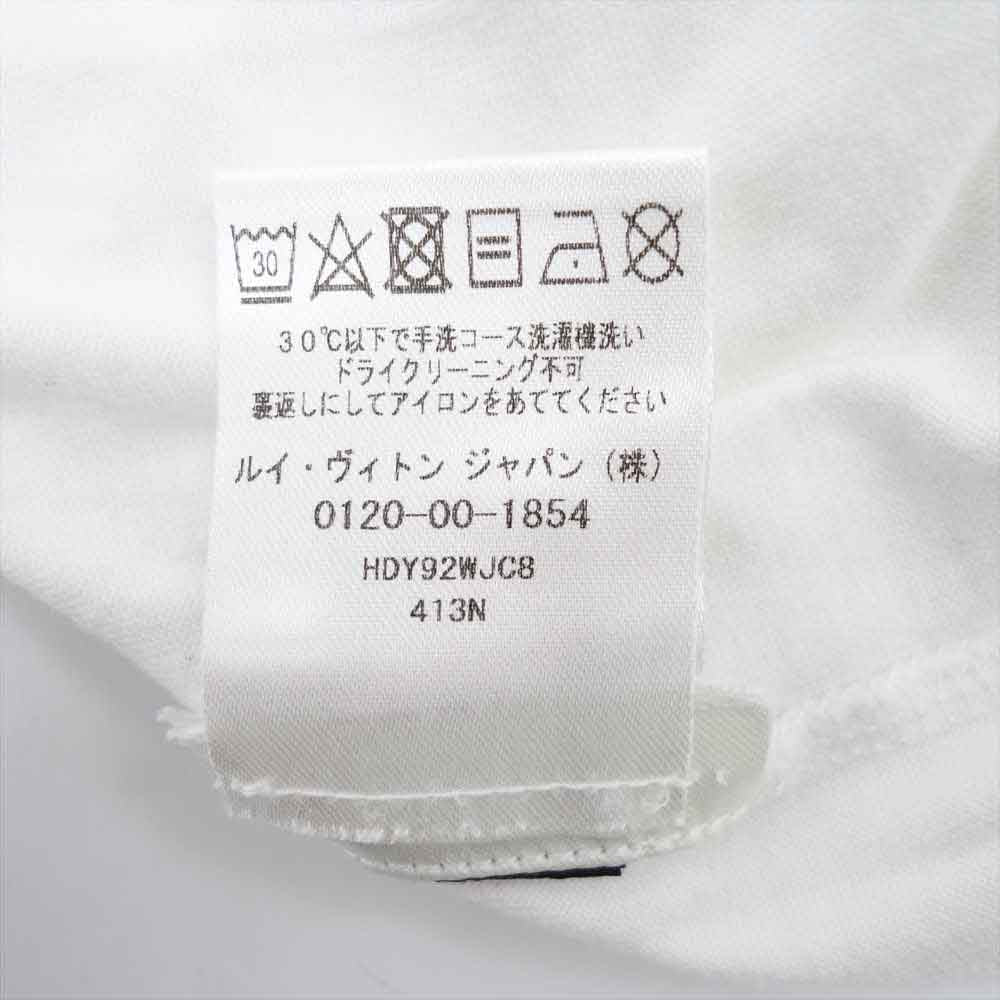 30
30℃以下で手洗コース洗濯機洗い
ドライクリーニング不可
裏返しにしてアイロンをあててください
ルイ・ヴィトン ジャパン (株)
0120-00-1854
HDY92WJC8
413N